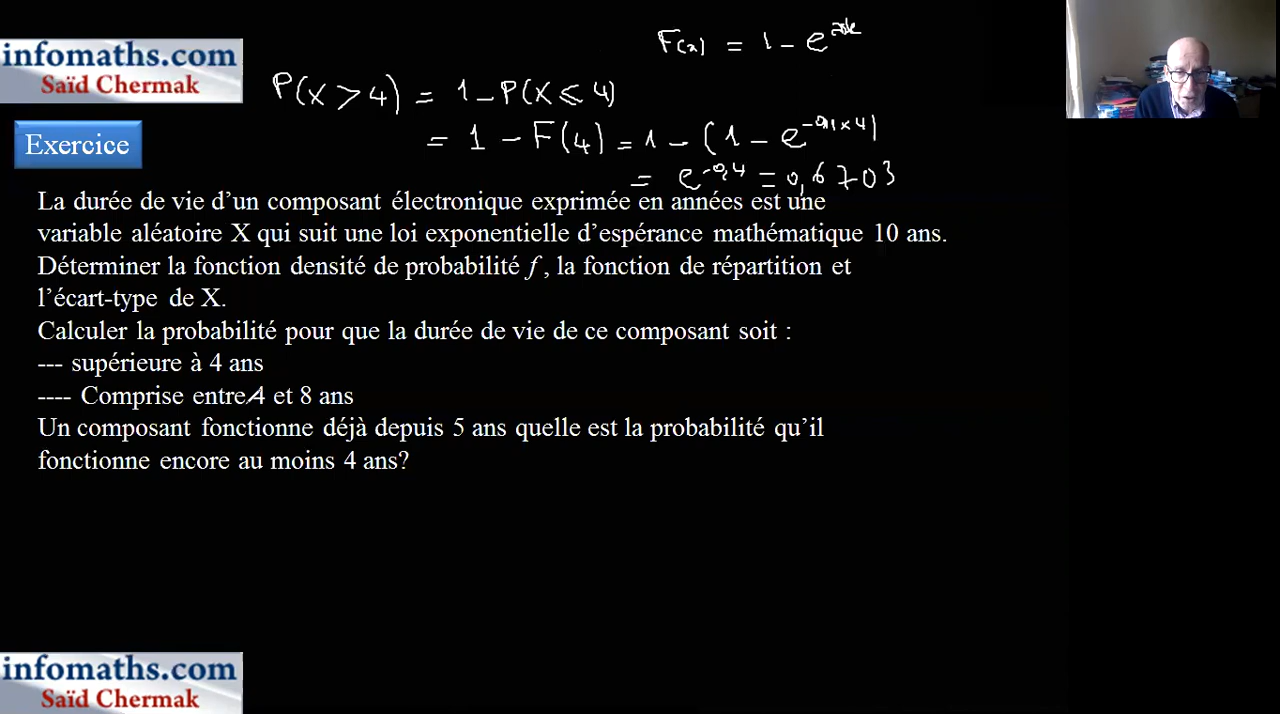 infomaths.com
Saïd Chermak
F(x) = 1 - e
P(X > 4) = 1 - P(X ⩽ 4)
= 1 - F(4) = 1 - (1 - e^-0,1×4)
= e^-0,4 = 0,6703
Exercice
La durée de vie d’un composant électronique exprimée en années est une
variable aléatoire X qui suit une loi exponentielle d’espérance mathématique 10 ans.
Déterminer la fonction densité de probabilité f, la fonction de répartition et
l’écart-type de X.
Calculer la probabilité pour que la durée de vie de ce composant soit :
--- supérieure à 4 ans
---- Comprise entre et 8 ans
Un composant fonctionne déjà depuis 5 ans quelle est la probabilité qu’il
fonctionne encore au moins 4 ans?
infomaths.com
Saïd Chermak